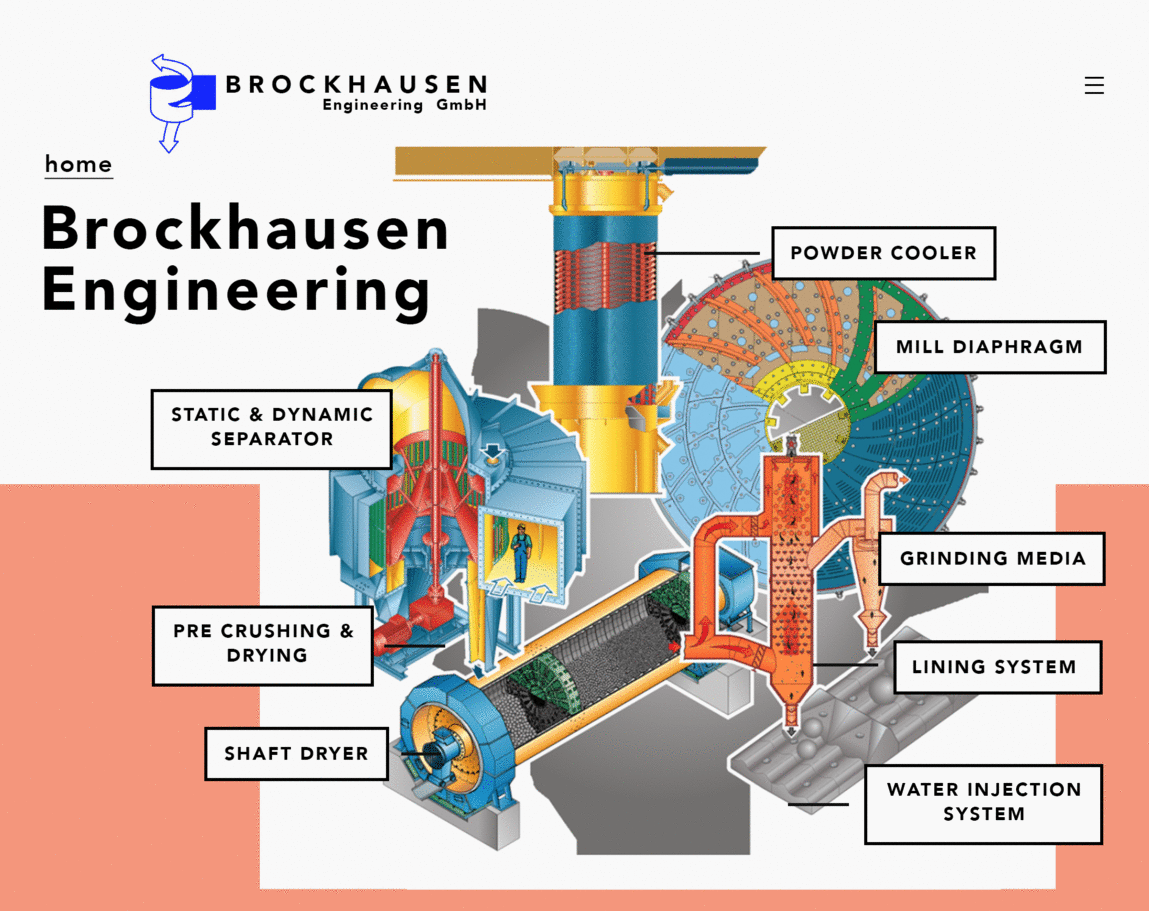 BROCKHAUSEN
Engineering GmbH
home
Brockhausen
Engineering
POWDER COOLER
MILL DIAPHRAGM
STATIC & DYNAMIC
SEPARATOR
GRINDING MEDIA
PRE CRUSHING &
DRYING
LINING SYSTEM
SHAFT DRYER
WATER INJECTION
SYSTEM